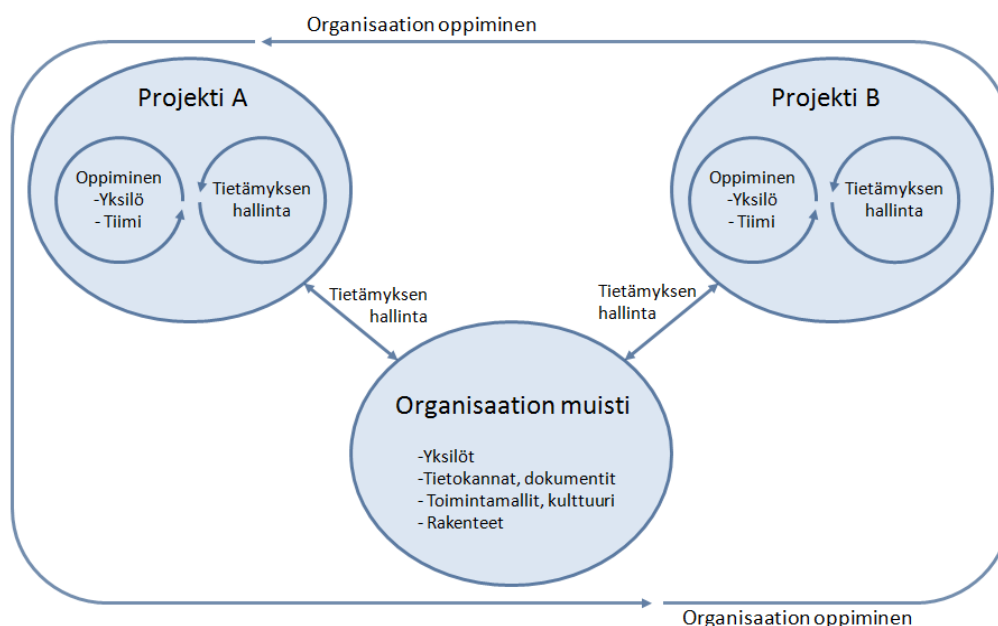 Organisaation oppiminen
Projekti A
Oppiminen
-Yksilö
- Tiimi
Tietämyksen
hallinta
Projekti B
Oppiminen
-Yksilö
- Tiimi
Tietämyksen
hallinta
Tietämyksen
hallinta
Tietämyksen
hallinta
Organisaation muisti
-Yksilöt
-Tietokannat, dokumentit
- Toimintamallit, kulttuuri
- Rakenteet
Organisaation oppiminen